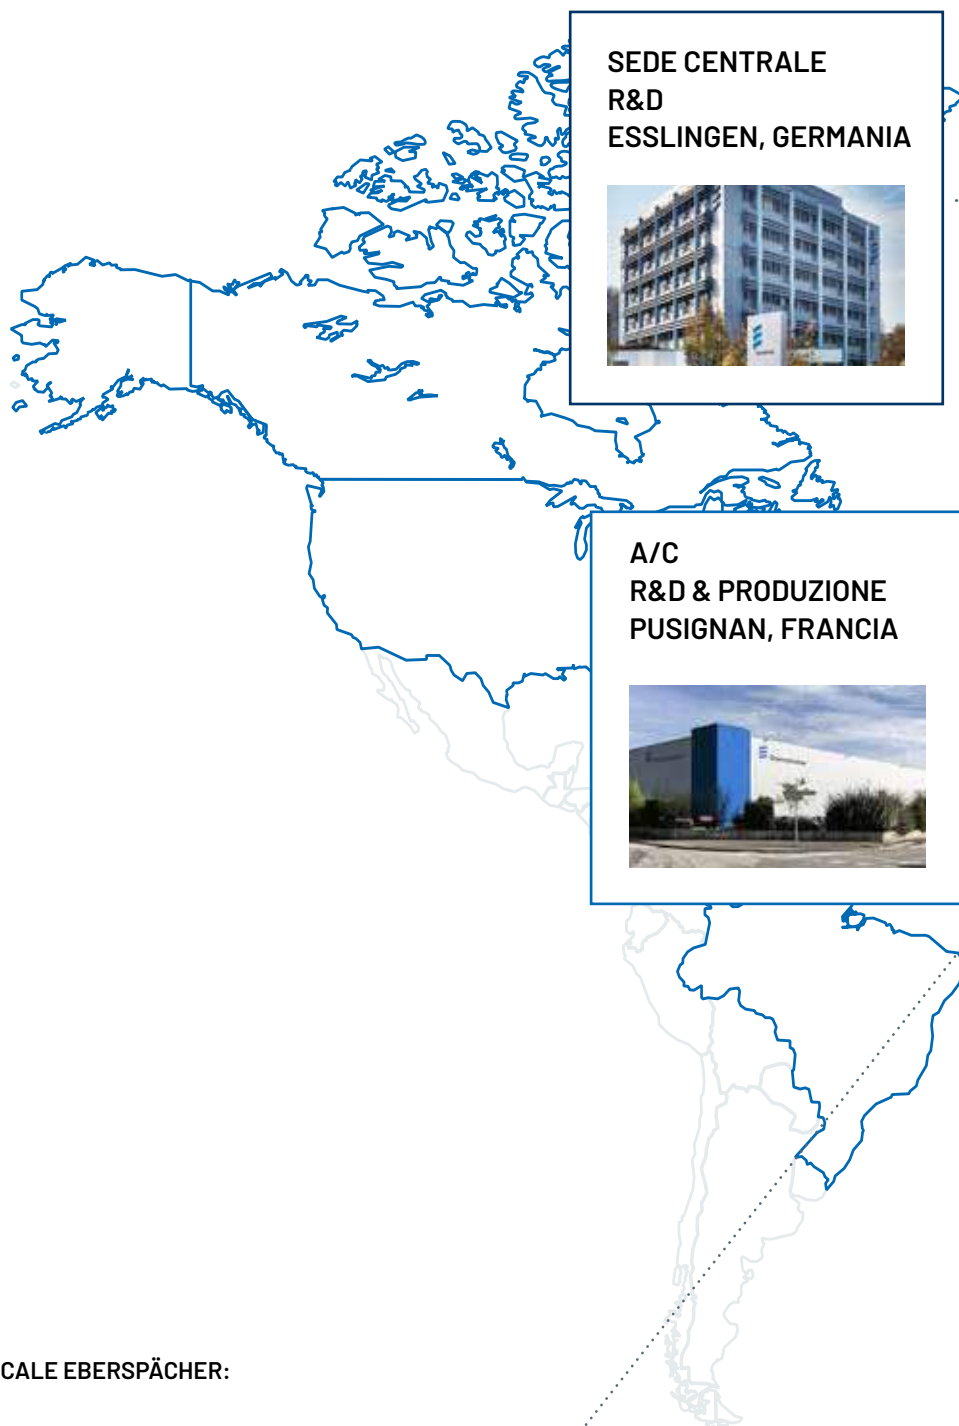 SEDE CENTRALE
R&D
ESSLINGEN, GERMANIA
A/C
R&D & PRODUZIONE
PUSIGNAN, FRANCIA
CALE EBERSPÄCHER: